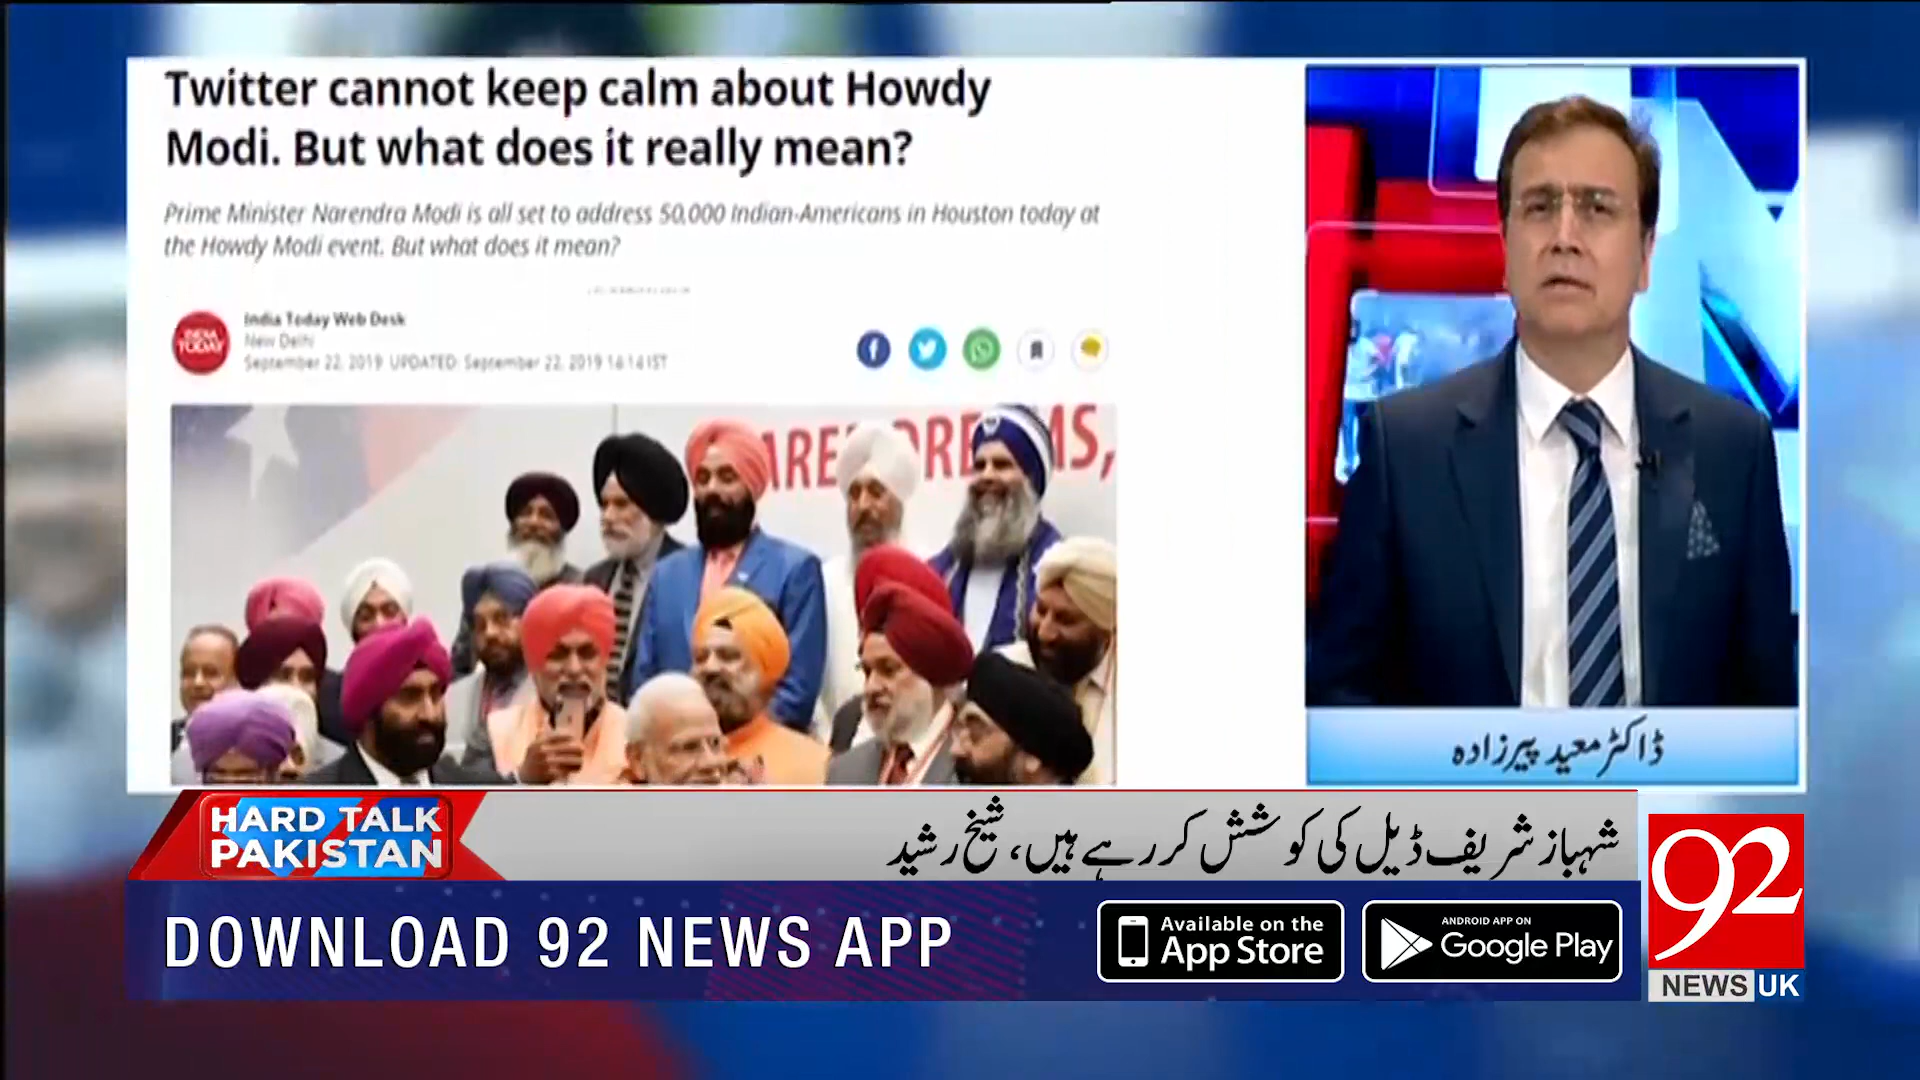 Twitter cannot keep calm about Howdy
Modi. But what does it really mean?
Prime Minister Narendra Modi is all set to address 50,000 Indian-Americans in Houston today at
the Howdy Modi event. But what does it mean?
INDIA
TODAY
India Today Web Desk
New Delhi
September 22, 2019 UPDATED: September 22, 2019 16:14 IST
ڈاکٹر معید پیرزادہ
HARD TALK
PAKISTAN
شہباز شریف ڈیل کی کوشش کررہے ہیں، شیخ رشید
DOWNLOAD 92 NEWS APP
Available on the
App Store
ANDROID APP ON
Google Play
92
NEWS UK